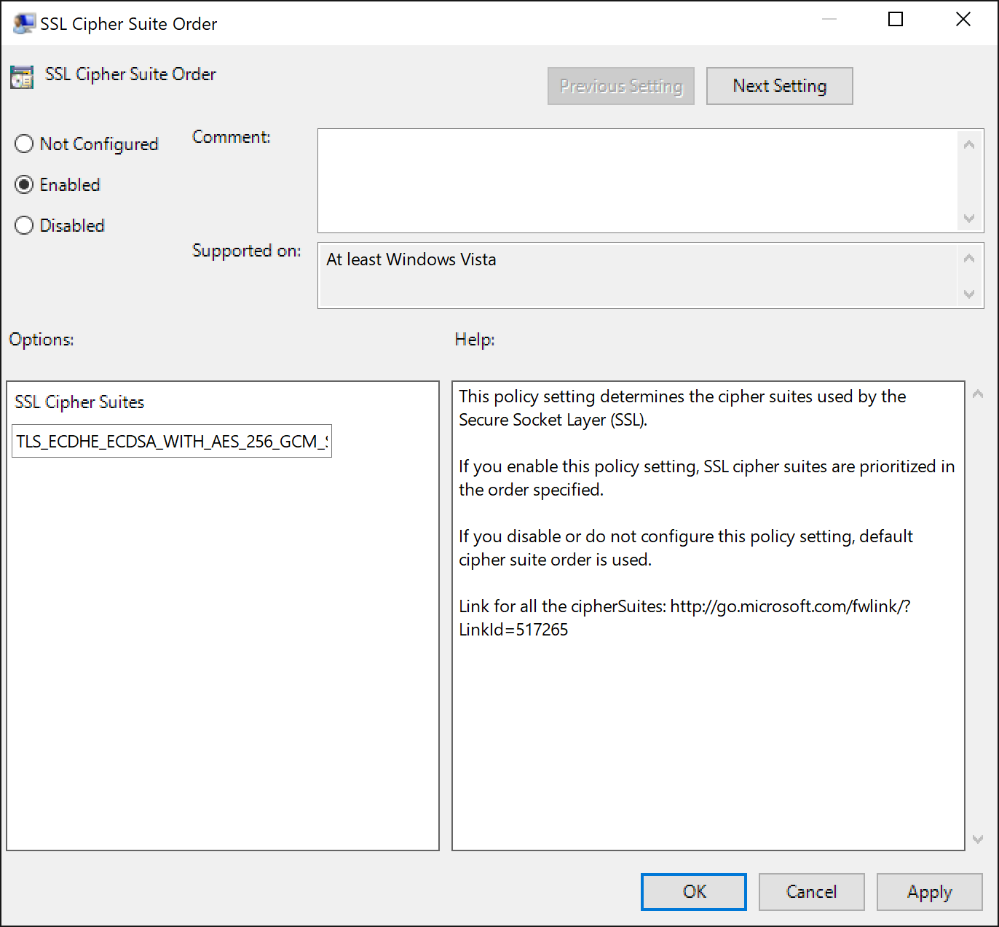 SSL Cipher Suite Order
SSL Cipher Suite Order
Previous Setting
Next Setting
Not Configured
Enabled
Disabled
Comment:
Supported on:
At least Windows Vista
Options:
Help:
SSL Cipher Suites
TLS_ECDHE_ECDSA_WITH_AES_256_GCM_
This policy setting determines the cipher suites used by the
Secure Socket Layer (SSL).
If you enable this policy setting, SSL cipher suites are prioritized in
the order specified.
If you disable or do not configure this policy setting, default
cipher suite order is used.
Link for all the cipherSuites: http://go.microsoft.com/fwlink/?
LinkId=517265
OK
Cancel
Apply